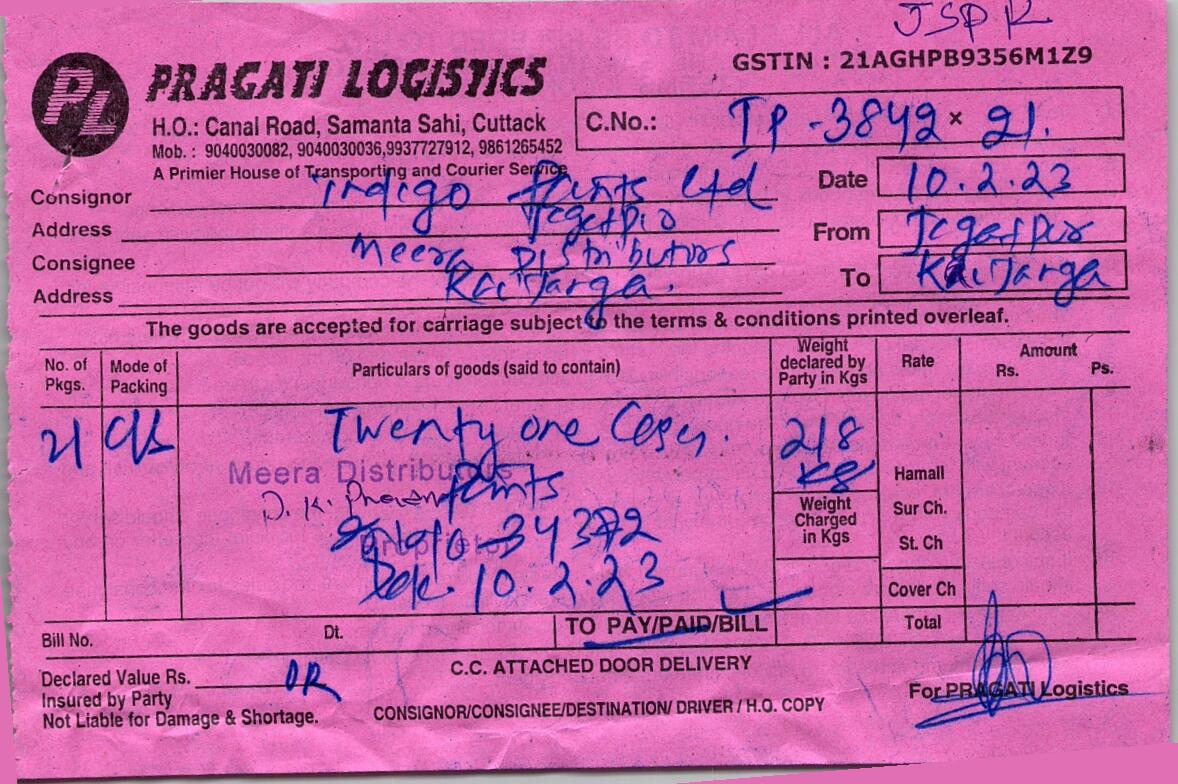 JSPR
GSTIN : 21AGHPB9356M1Z9
PL
PRAGATI LOGISTICS
H.O.: Canal Road, Samanta Sahi, Cuttack
Mob. : 9040030082, 9040030036,9937727912, 9861265452
A Primier House of Transporting and Courier Service
C.No.: TP-3842 × 21.
Consignor Indigo Paints Ltd
Date 10.2.23
Address
From
Consignee Meera Distributors
To
Address
The goods are accepted for carriage subject to the terms & conditions printed overleaf.
No. of Pkgs. Mode of Packing Particulars of goods (said to contain) Weight declared by Party in Kgs Rate Amount Rs. Ps.
21 C/S Twenty one Cases. 218 KG
Meera Distributors
Paints
34372
10.2.23
Proprietor
Weight Charged in Kgs
Hamall
Sur Ch.
St. Ch
Cover Ch
Total
Bill No. Dt. TO PAY/PAID/BILL
Declared Value Rs. OR
Insured by Party
Not Liable for Damage & Shortage.
C.C. ATTACHED DOOR DELIVERY
CONSIGNOR/CONSIGNEE/DESTINATION/ DRIVER / H.O. COPY
For PRAGATI Logistics